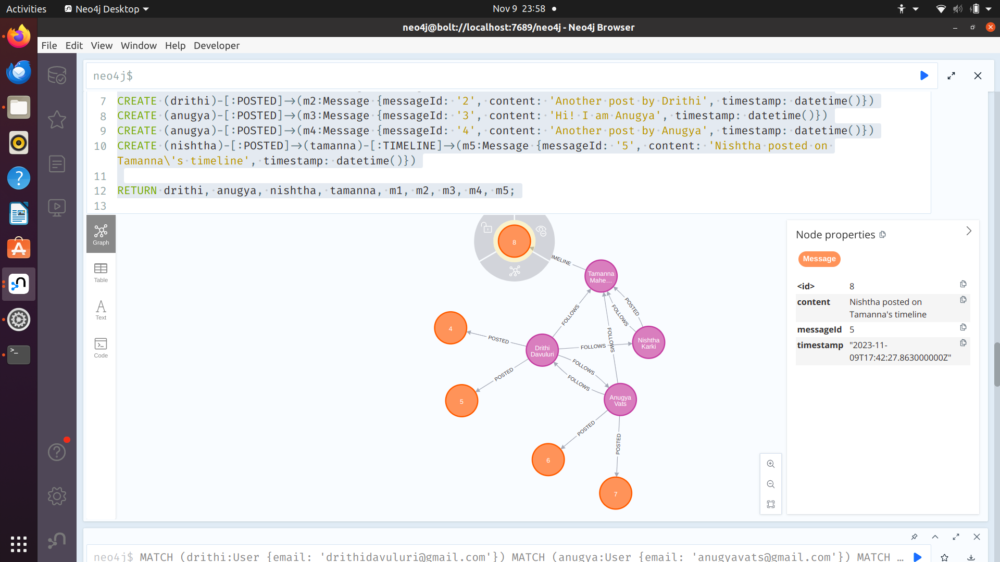 Activities
Neo4j Desktop
Nov 9 23:58
neo4j@bolt://localhost:7689/neo4j - Neo4j Browser
File Edit View Window Help Developer
neo4j$
7 CREATE (drithi)-[:POSTED]->(m2:Message {messageId: '2', content: 'Another post by Drithi', timestamp: datetime()})
8 CREATE (anugya)-[:POSTED]->(m3:Message {messageId: '3', content: 'Hi! I am Anugya', timestamp: datetime()})
9 CREATE (anugya)-[:POSTED]->(m4:Message {messageId: '4', content: 'Another post by Anugya', timestamp: datetime()})
10 CREATE (nishtha)-[:POSTED]->(tamanna)-[:TIMELINE]->(m5:Message {messageId: '5', content: 'Nishtha posted on
Tamanna\'s timeline', timestamp: datetime()})
11
12 RETURN drithi, anugya, nishtha, tamanna, m1, m2, m3, m4, m5;
13
Graph
Table
Text
Code
8
IMELINE
Tamanna
Mahe...
FOLLOWS
POSTED
FOLLOWS
FOLLOWS
4
POSTED
Drithi
Davuluri
FOLLOWS
Nishtha
Karki
POSTED
FOLLOWS
FOLLOWS
5
Anugya
Vats
POSTED
POSTED
6
7
Node properties
Message
<id> 8
content Nishtha posted on
Tamanna's timeline
messageId 5
timestamp "2023-11-
09T17:42:27.863000000Z"
neo4j$ MATCH (drithi:User {email: 'drithidavuluri@gmail.com'}) MATCH (anugya:User {email: 'anugyavats@gmail.com'}) MATCH …